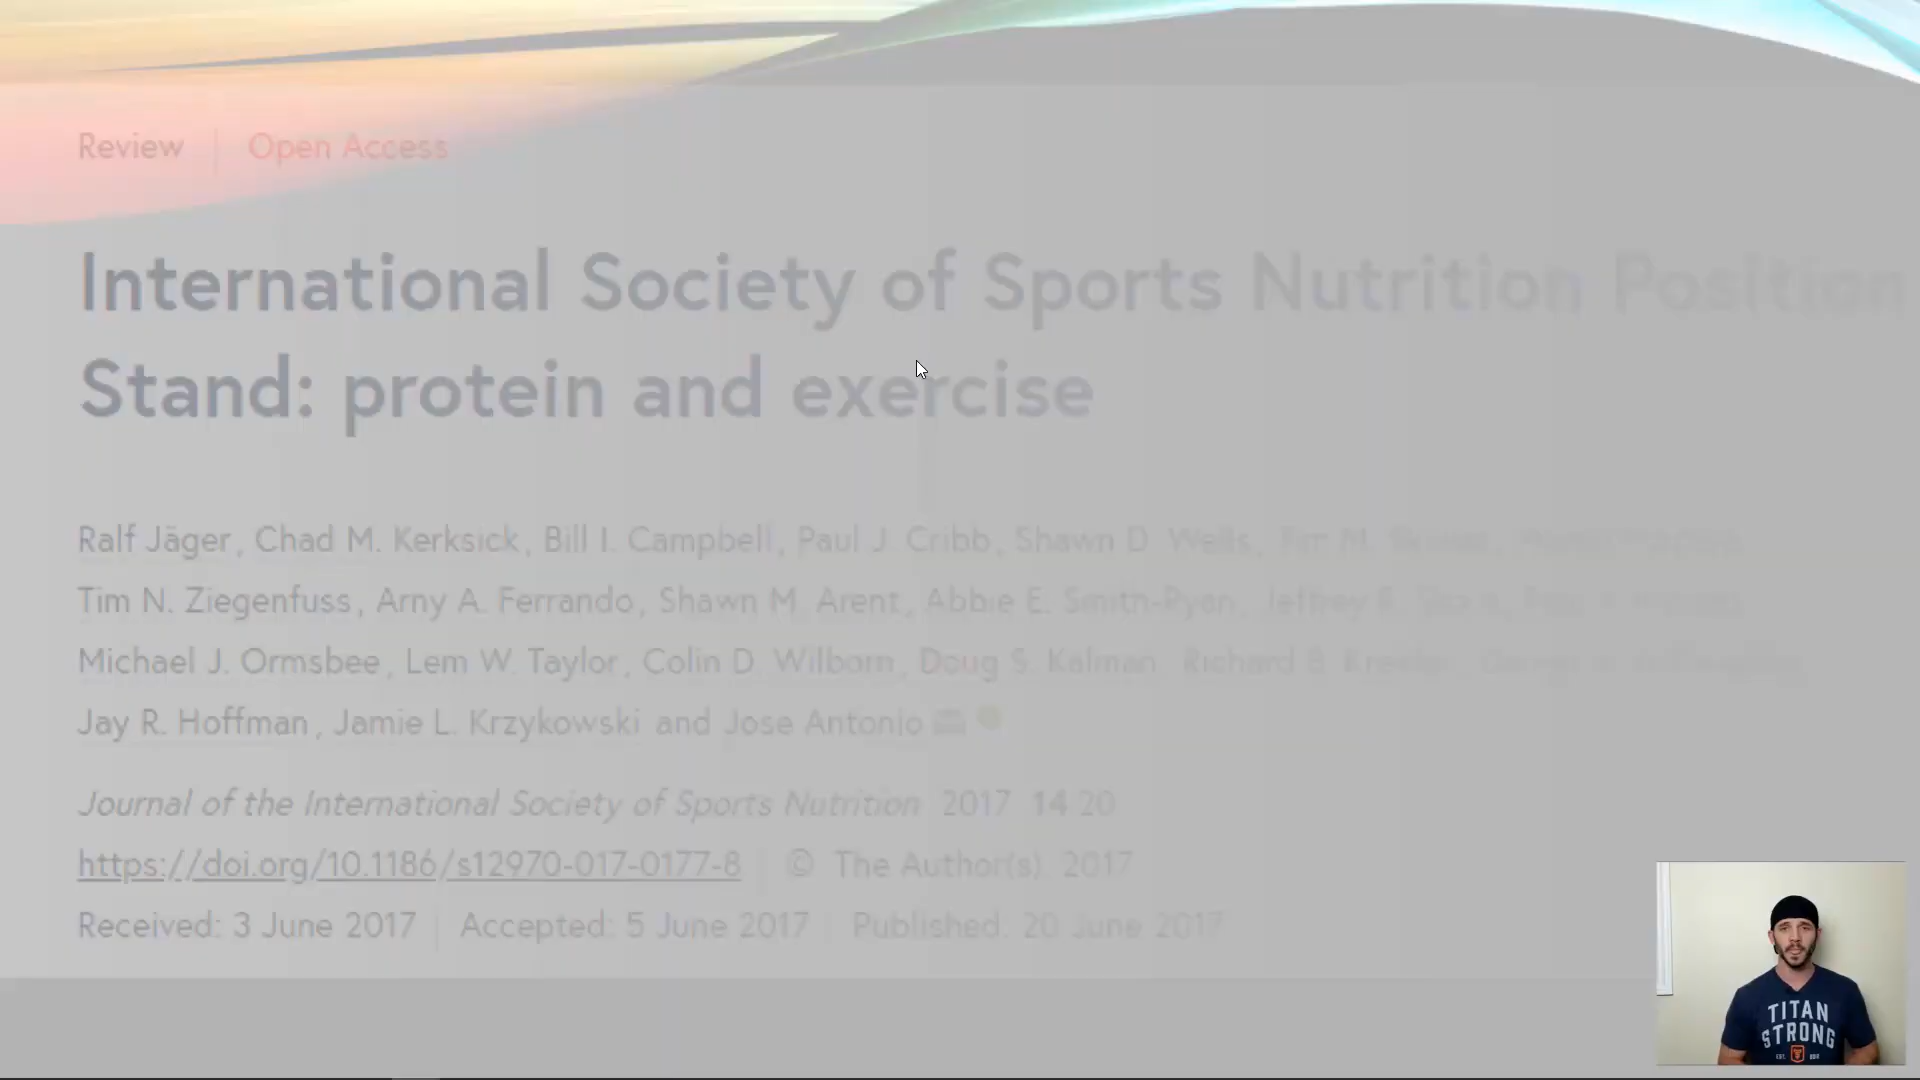 Review | Open Access
International Society of Sports Nutrition Position
Stand: protein and exercise
Ralf Jäger, Chad M. Kerksick, Bill I. Campbell, Paul J. Cribb, Shawn D. Wells,
Tim N. Ziegenfuss, Arny A. Ferrando, Shawn M. Arent, Abbie E. Smith-Ryan,
Michael J. Ormsbee, Lem W. Taylor, Colin D. Wilborn, Doug S. Kalman,
Jay R. Hoffman, Jamie L. Krzykowski and Jose Antonio
Journal of the International Society of Sports Nutrition 2017 14 20
https://doi.org/10.1186/s12970-017-0177-8 | © The Author(s). 2017
Received: 3 June 2017 | Accepted: 5 June 2017 | Published: 20 June 2017
TITAN
STRONG